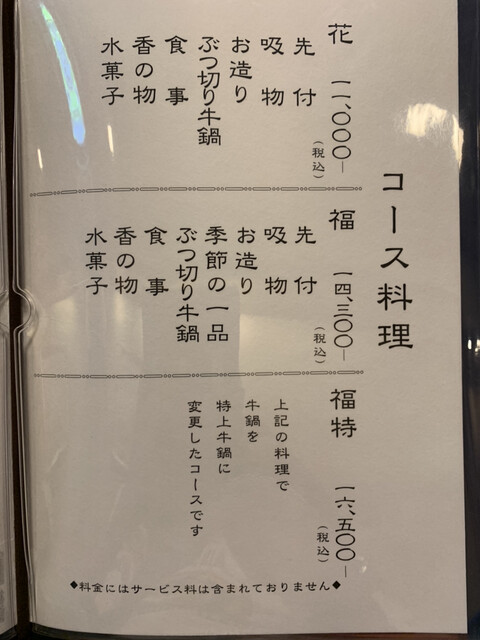 コース料理
花 一一、〇〇〇―
(税込)
先付
吸物
お造り
ぶつ切り牛鍋
食事
香の物
水菓子
福 一四、三〇〇―
(税込)
先付
吸物
お造り
季節の一品
ぶつ切り牛鍋
食事
香の物
水菓子
福特 一六、五〇〇―
(税込)
上記の料理で
牛鍋を
特上牛鍋に
変更したコースです
◆料金にはサービス料は含まれておりません◆